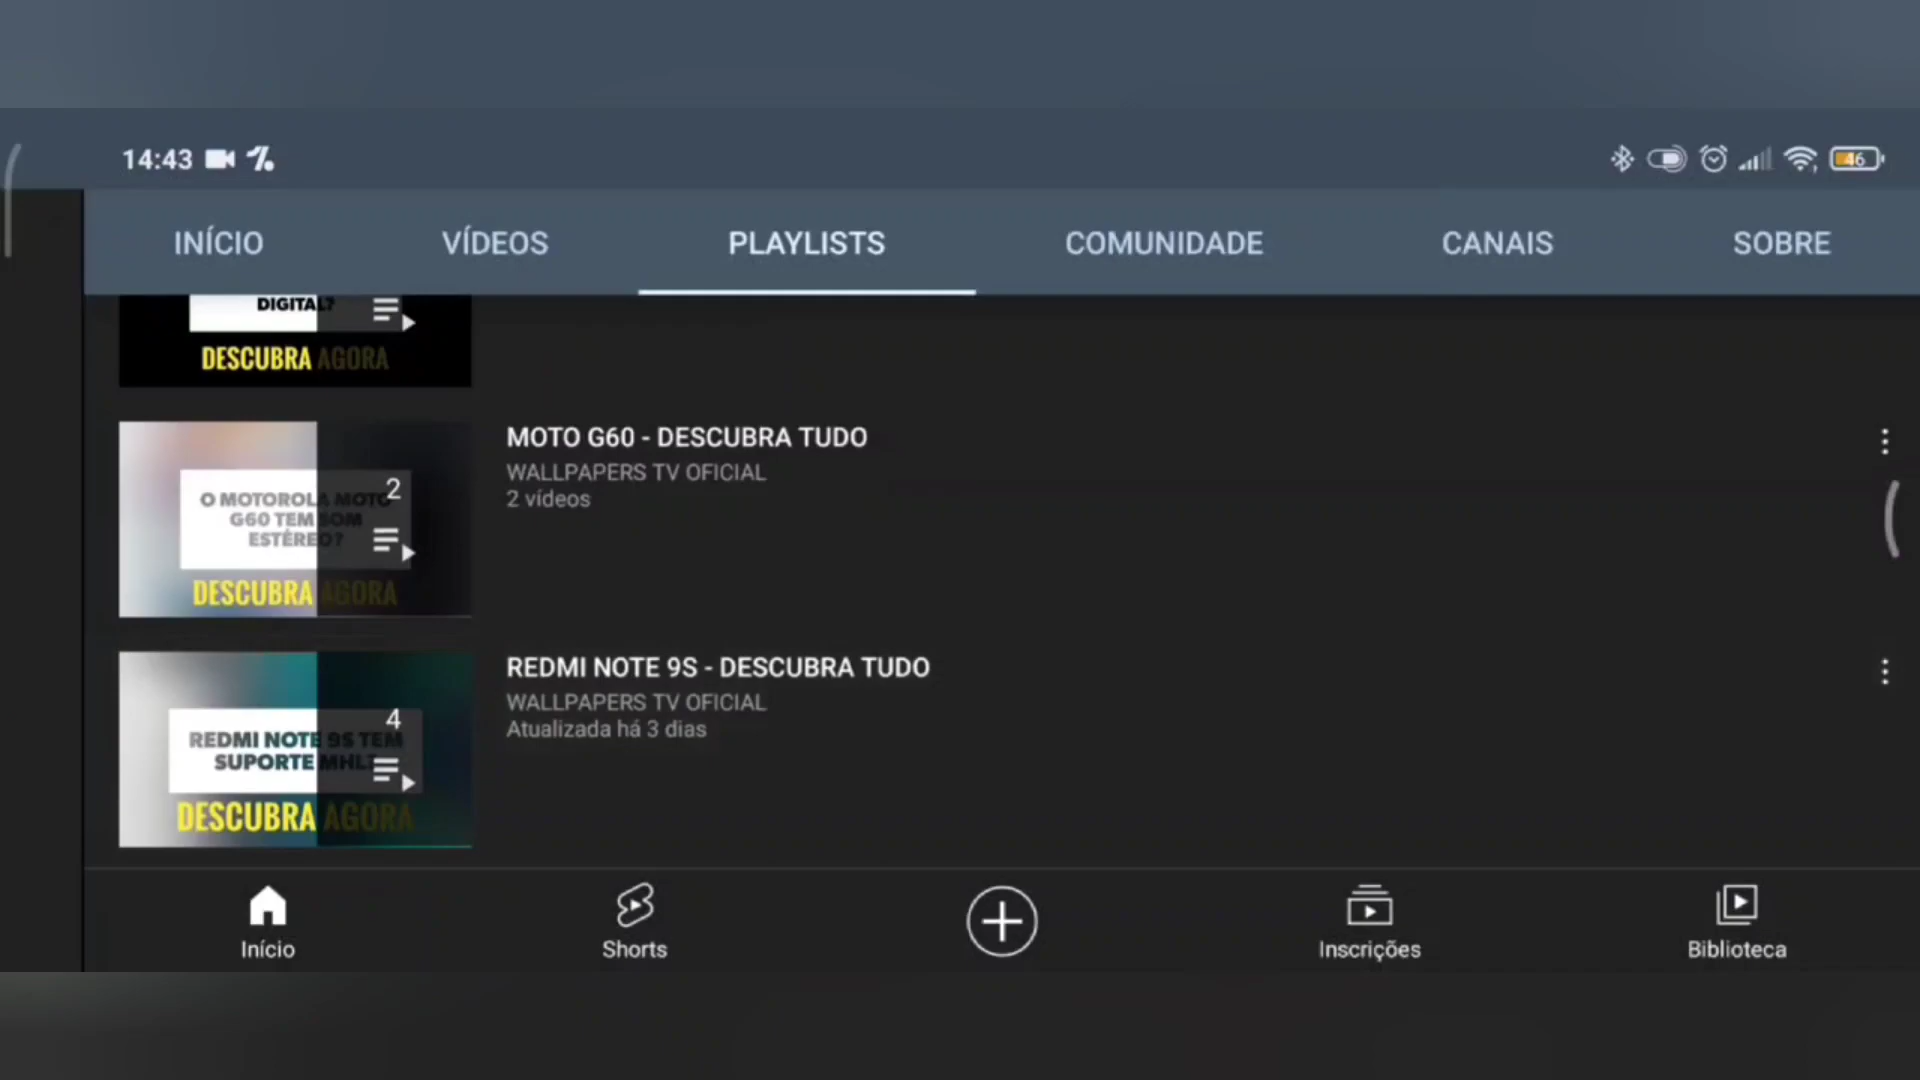 14:43
46
INÍCIO VÍDEOS PLAYLISTS COMUNIDADE CANAIS SOBRE
DIGITAL?
DESCUBRA AGORA
MOTO G60 - DESCUBRA TUDO
WALLPAPERS TV OFICIAL
2 vídeos
2
O MOTOROLA MOTO
G60 TEM SOM
ESTÉREO?
DESCUBRA AGORA
REDMI NOTE 9S - DESCUBRA TUDO
WALLPAPERS TV OFICIAL
Atualizada há 3 dias
4
REDMI NOTE 9S TEM
SUPORTE MHL?
DESCUBRA AGORA
Início Shorts Inscrições Biblioteca